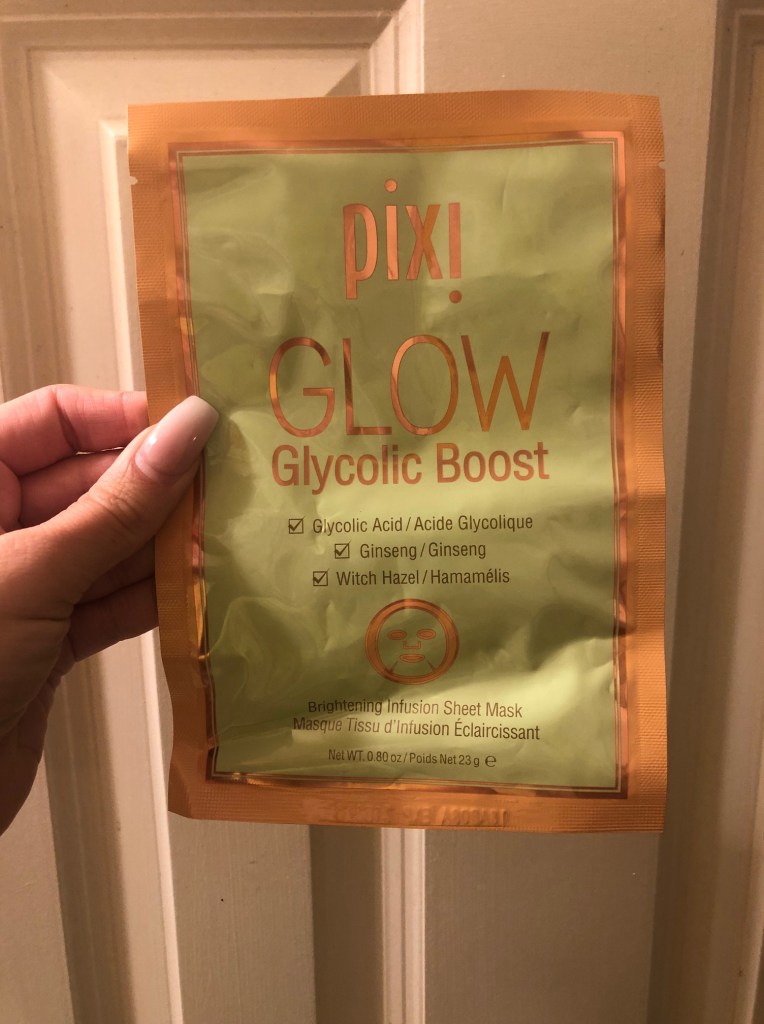 pixi
GLOW
Glycolic Boost
☑ Glycolic Acid / Acide Glycolique
☑ Ginseng / Ginseng
☑ Witch Hazel / Hamamélis
Brightening Infusion Sheet Mask
Masque Tissu d'Infusion Éclaircissant
Net WT. 0.80 oz / Poids Net 23 g ℮